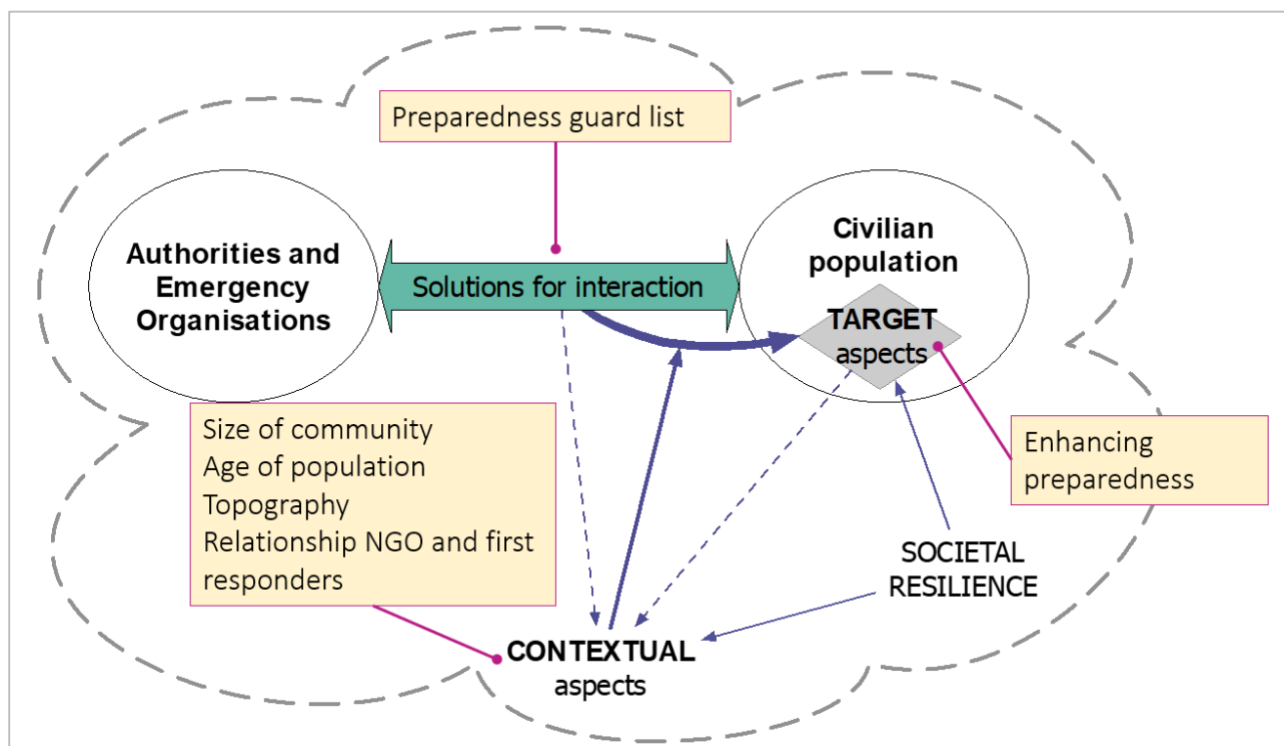 Preparedness guard list
Authorities and
Emergency
Organisations
Solutions for interaction
Civilian
population
TARGET
aspects
Size of community
Age of population
Topography
Relationship NGO and first
responders
Enhancing
preparedness
SOCIETAL
RESILIENCE
CONTEXTUAL
aspects